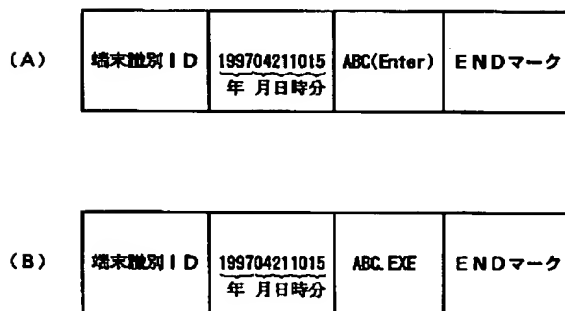 (A) 端末識別ID 199704211015 ABC(Enter) ENDマーク
年 月日時分
(B) 端末識別ID 199704211015 ABC.EXE ENDマーク
年 月日時分